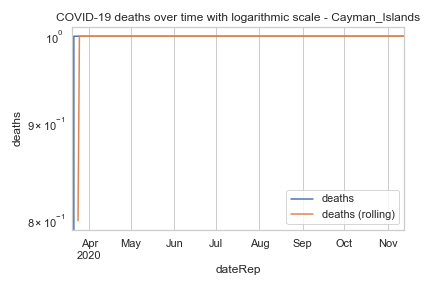 COVID-19 deaths over time with logarithmic scale - Cayman_Islands
10⁰
9 × 10⁻¹
8 × 10⁻¹
deaths
deaths
deaths (rolling)
Apr May Jun Jul Aug Sep Oct Nov
2020
dateRep